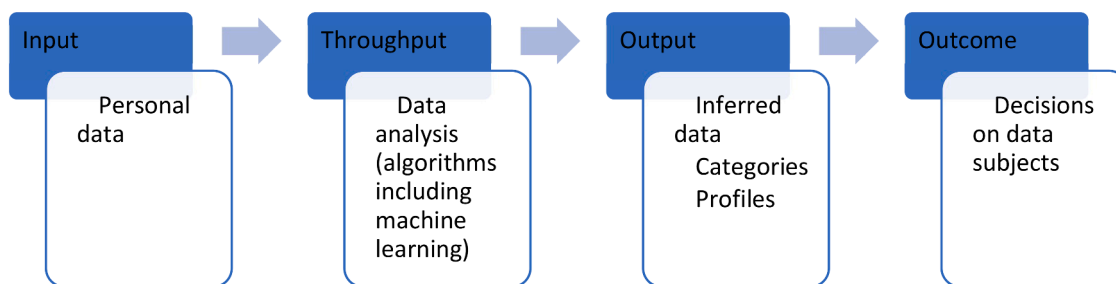 Input
Personal
data
Throughput
Data
analysis
(algorithms
including
machine
learning)
Output
Inferred
data
Categories
Profiles
Outcome
Decisions
on data
subjects